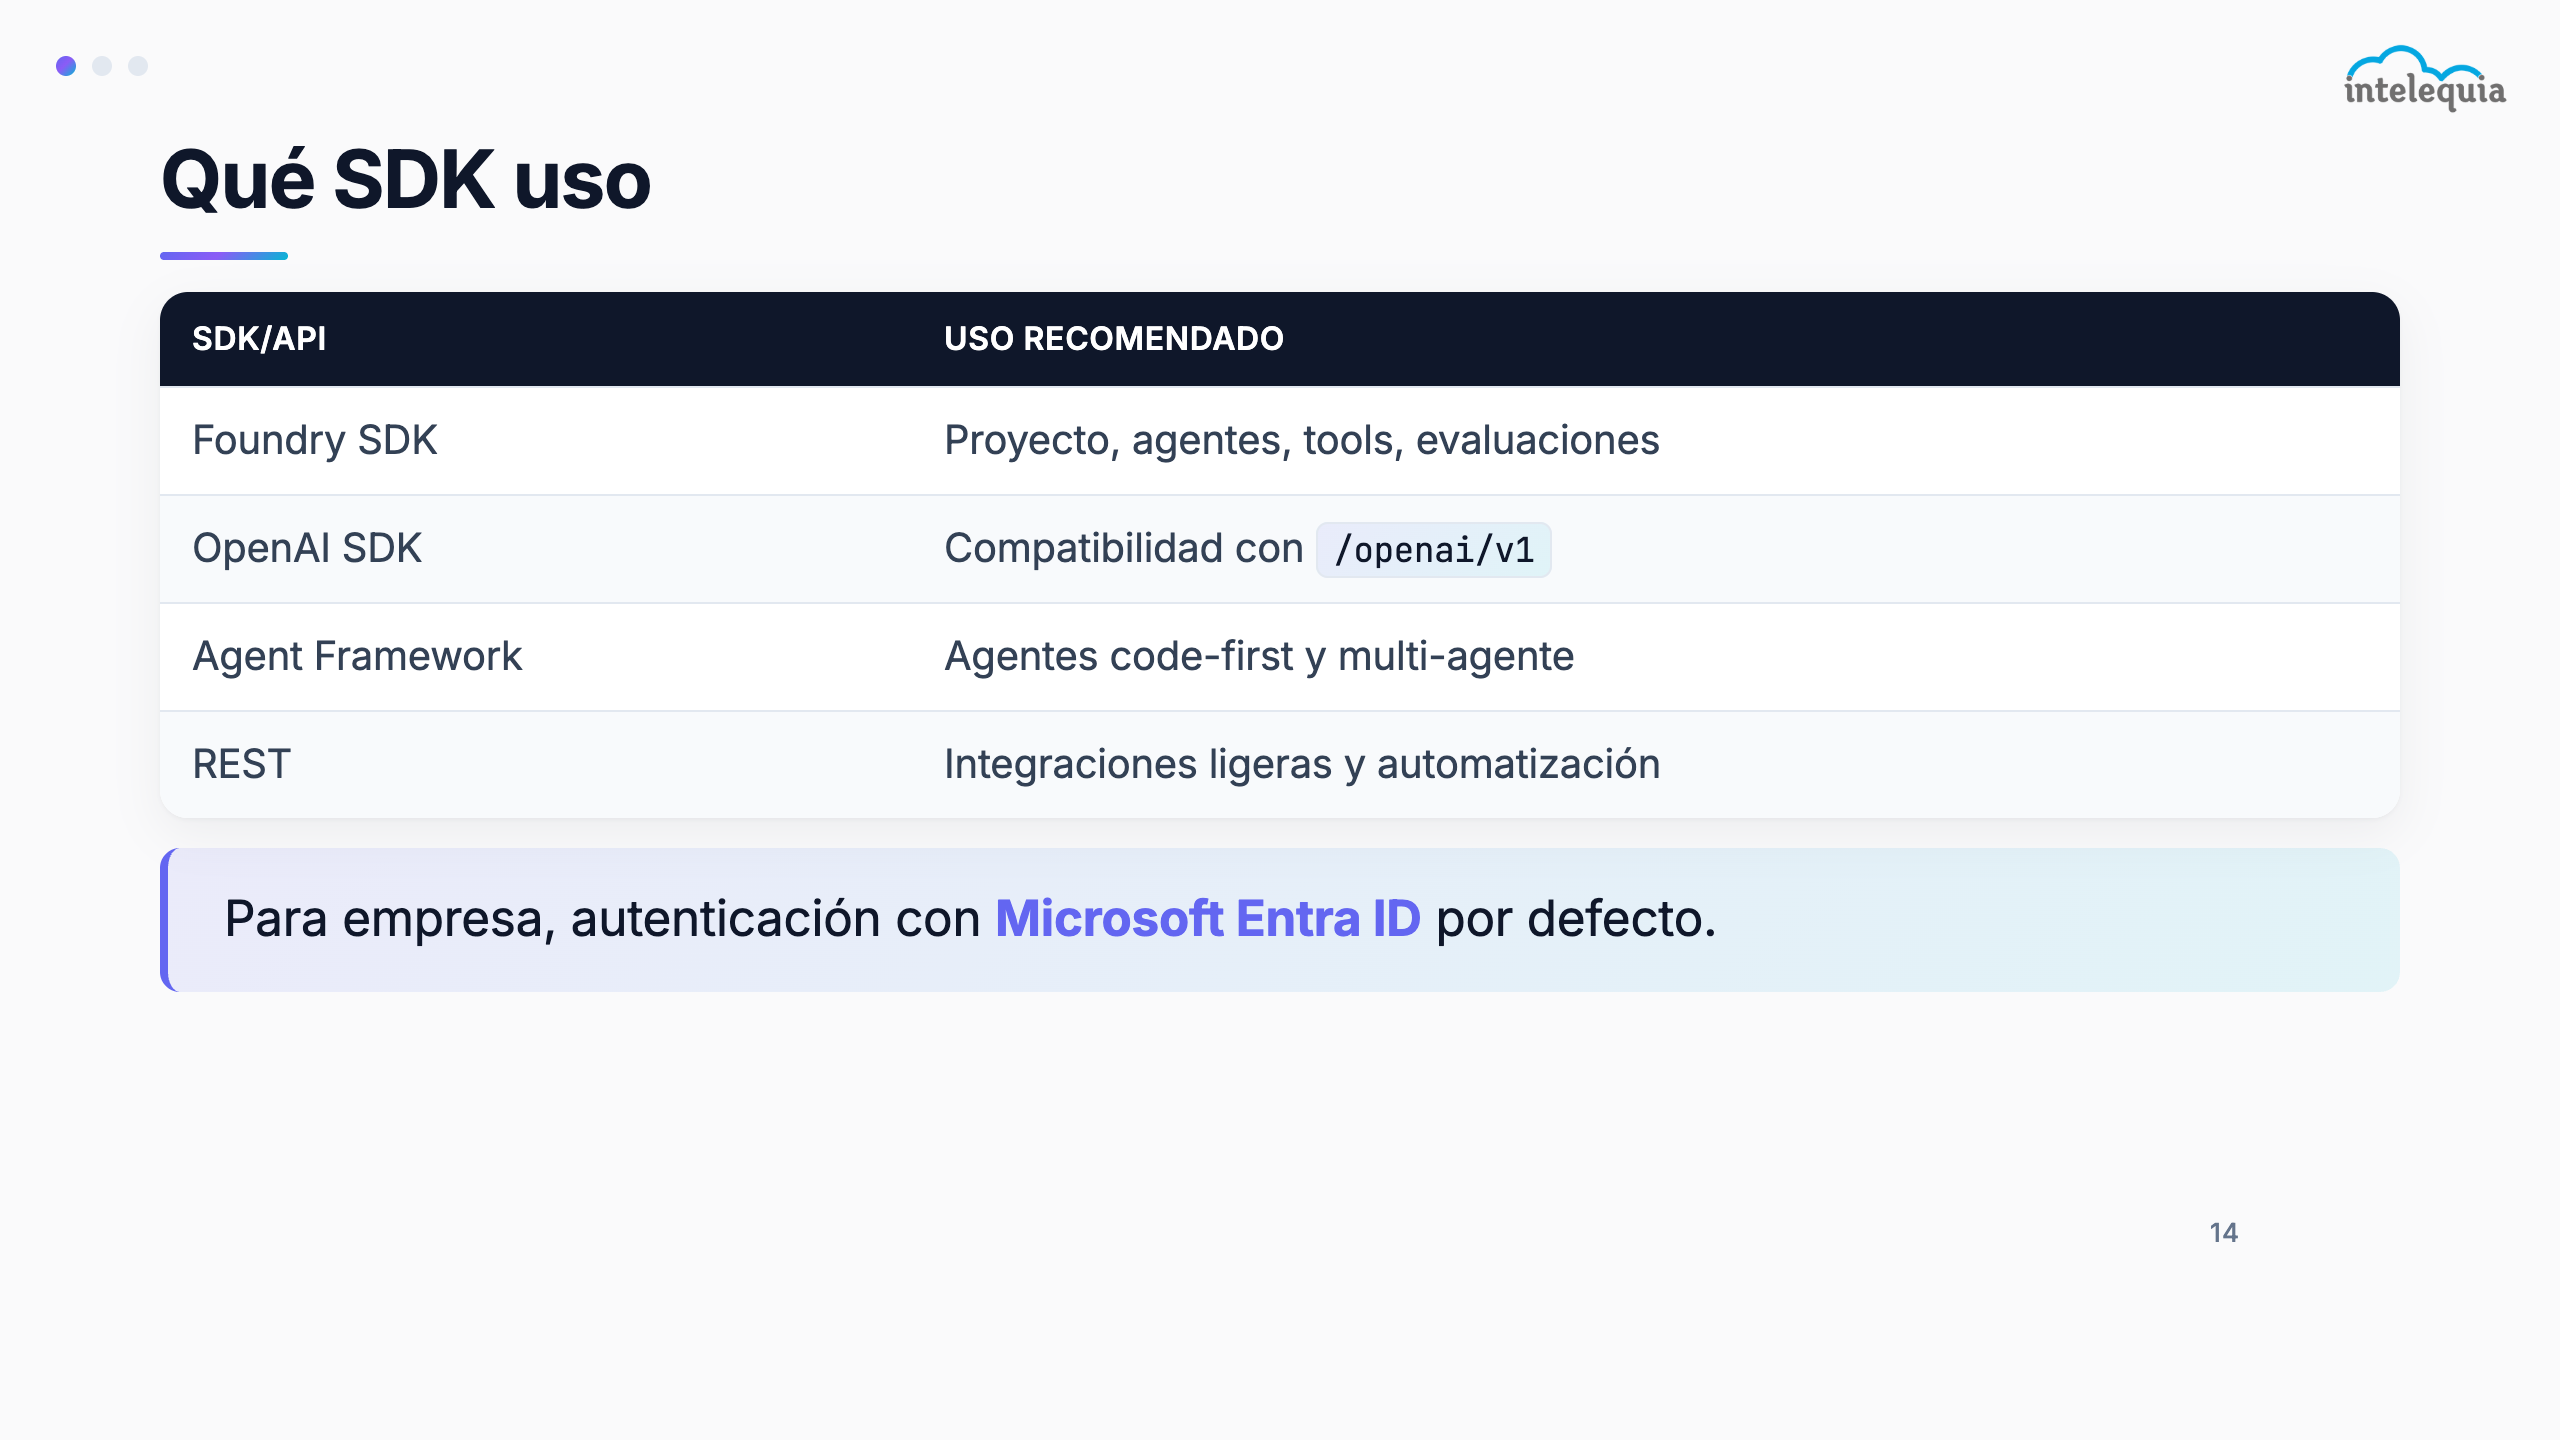 intelequia
Qué SDK uso
SDK/API USO RECOMENDADO
Foundry SDK Proyecto, agentes, tools, evaluaciones
OpenAI SDK Compatibilidad con /openai/v1
Agent Framework Agentes code-first y multi-agente
REST Integraciones ligeras y automatización
Para empresa, autenticación con Microsoft Entra ID por defecto.
14